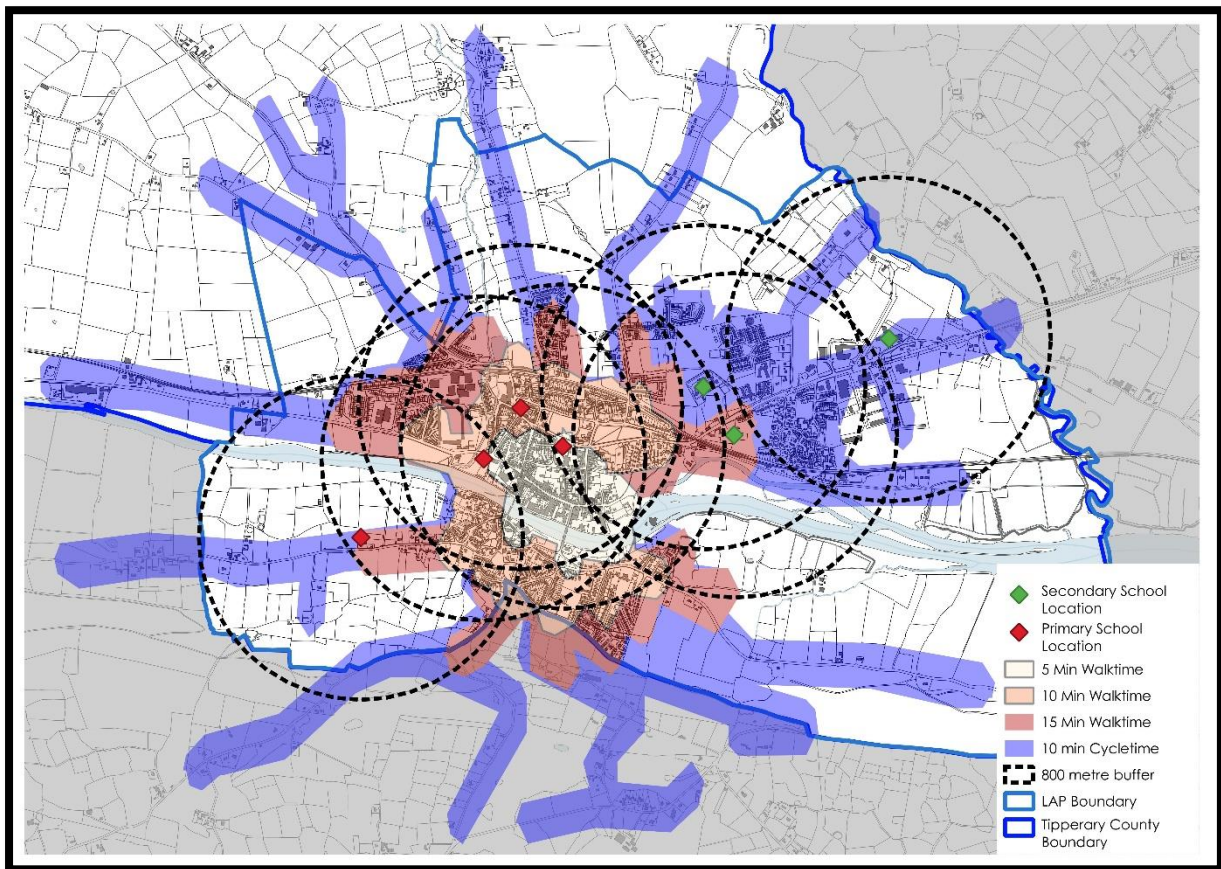 Secondary School
Location
Primary School
Location
5 Min Walktime
10 Min Walktime
15 Min Walktime
10 min Cycletime
800 metre buffer
LAP Boundary
Tipperary County
Boundary